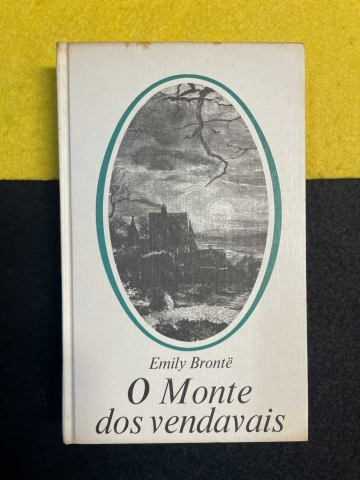 Emily Brontë
O Monte
dos vendavais